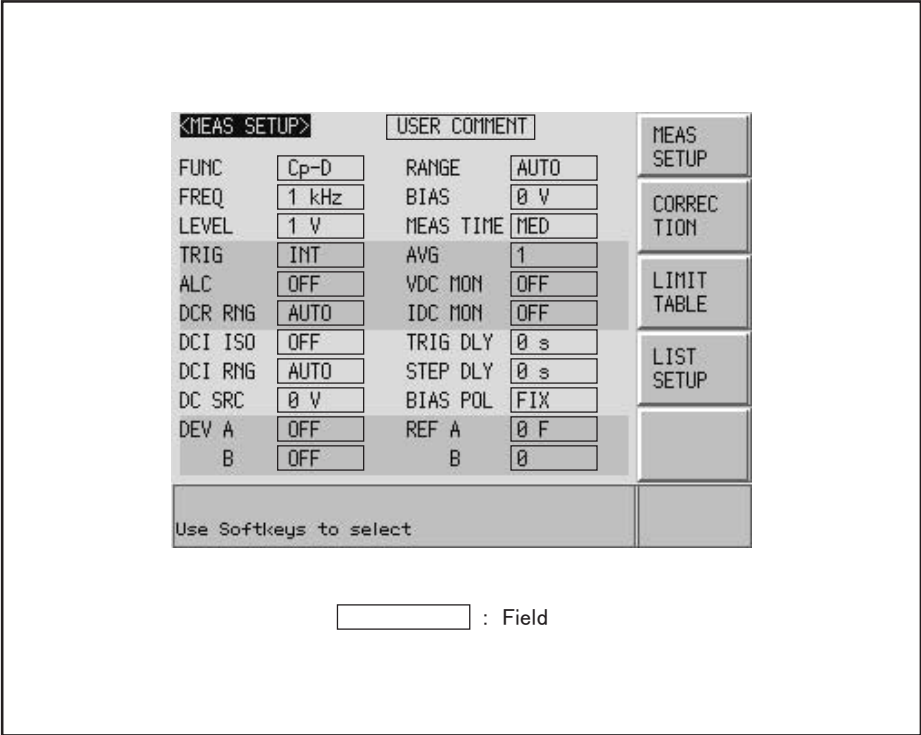 <MEAS SETUP> USER COMMENT
FUNC Cp-D RANGE AUTO
FREQ 1 kHz BIAS 0 V
LEVEL 1 V MEAS TIME MED
TRIG INT AVG 1
ALC OFF VDC MON OFF
DCR RNG AUTO IDC MON OFF
DCI ISO OFF TRIG DLY 0 s
DCI RNG AUTO STEP DLY 0 s
DC SRC 0 V BIAS POL FIX
DEV A OFF REF A 0 F
B OFF B 0
MEAS
SETUP
CORREC
TION
LIMIT
TABLE
LIST
SETUP
Use Softkeys to select
: Field